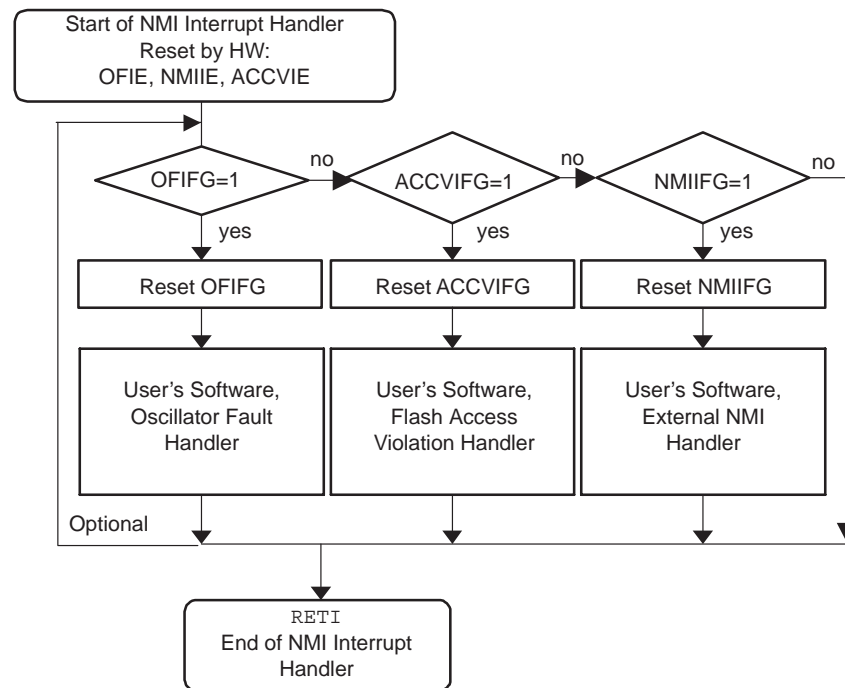 Start of NMI Interrupt Handler
Reset by HW:
OFIE, NMIIE, ACCVIE
OFIFG=1
no
ACCVIFG=1
no
NMIIFG=1
no
yes
yes
yes
Reset OFIFG
Reset ACCVIFG
Reset NMIIFG
User's Software,
Oscillator Fault
Handler
User's Software,
Flash Access
Violation Handler
User's Software,
External NMI
Handler
Optional
RETI
End of NMI Interrupt
Handler